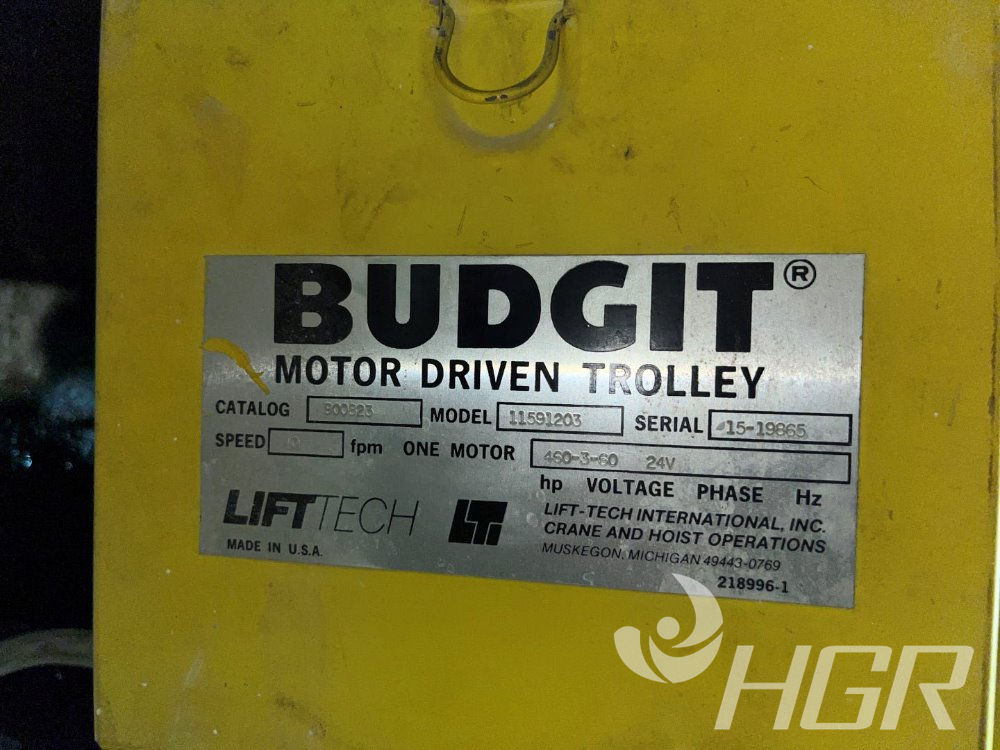 BUDGIT®
MOTOR DRIVEN TROLLEY
CATALOG 900823 MODEL 11591203 SERIAL 15-19865
SPEED fpm ONE MOTOR 460-3-60 24V
hp VOLTAGE PHASE Hz
LIFTTECH LTI LIFT-TECH INTERNATIONAL, INC.
CRANE AND HOIST OPERATIONS
MADE IN U.S.A. MUSKEGON, MICHIGAN 49443-0769
218996-1
HGR